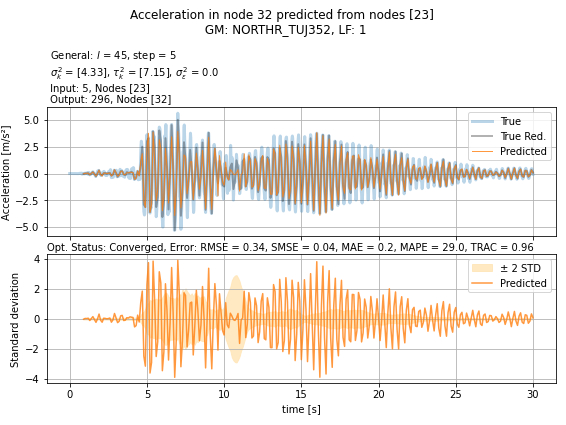 Acceleration in node 32 predicted from nodes [23]
GM: NORTHR_TUJ352, LF: 1
General: l = 45, step = 5
σ²ₖ = [4.33], τ²ₖ = [7.15], σ²ε = 0.0
Input: 5, Nodes [23]
Output: 296, Nodes [32]
Acceleration [m/s²]
5.0
2.5
0.0
−2.5
−5.0
True
True Red.
Predicted
Opt. Status: Converged, Error: RMSE = 0.34, SMSE = 0.04, MAE = 0.2, MAPE = 29.0, TRAC = 0.96
Standard deviation
4
2
0
−2
−4
± 2 STD
Predicted
0 5 10 15 20 25 30
time [s]